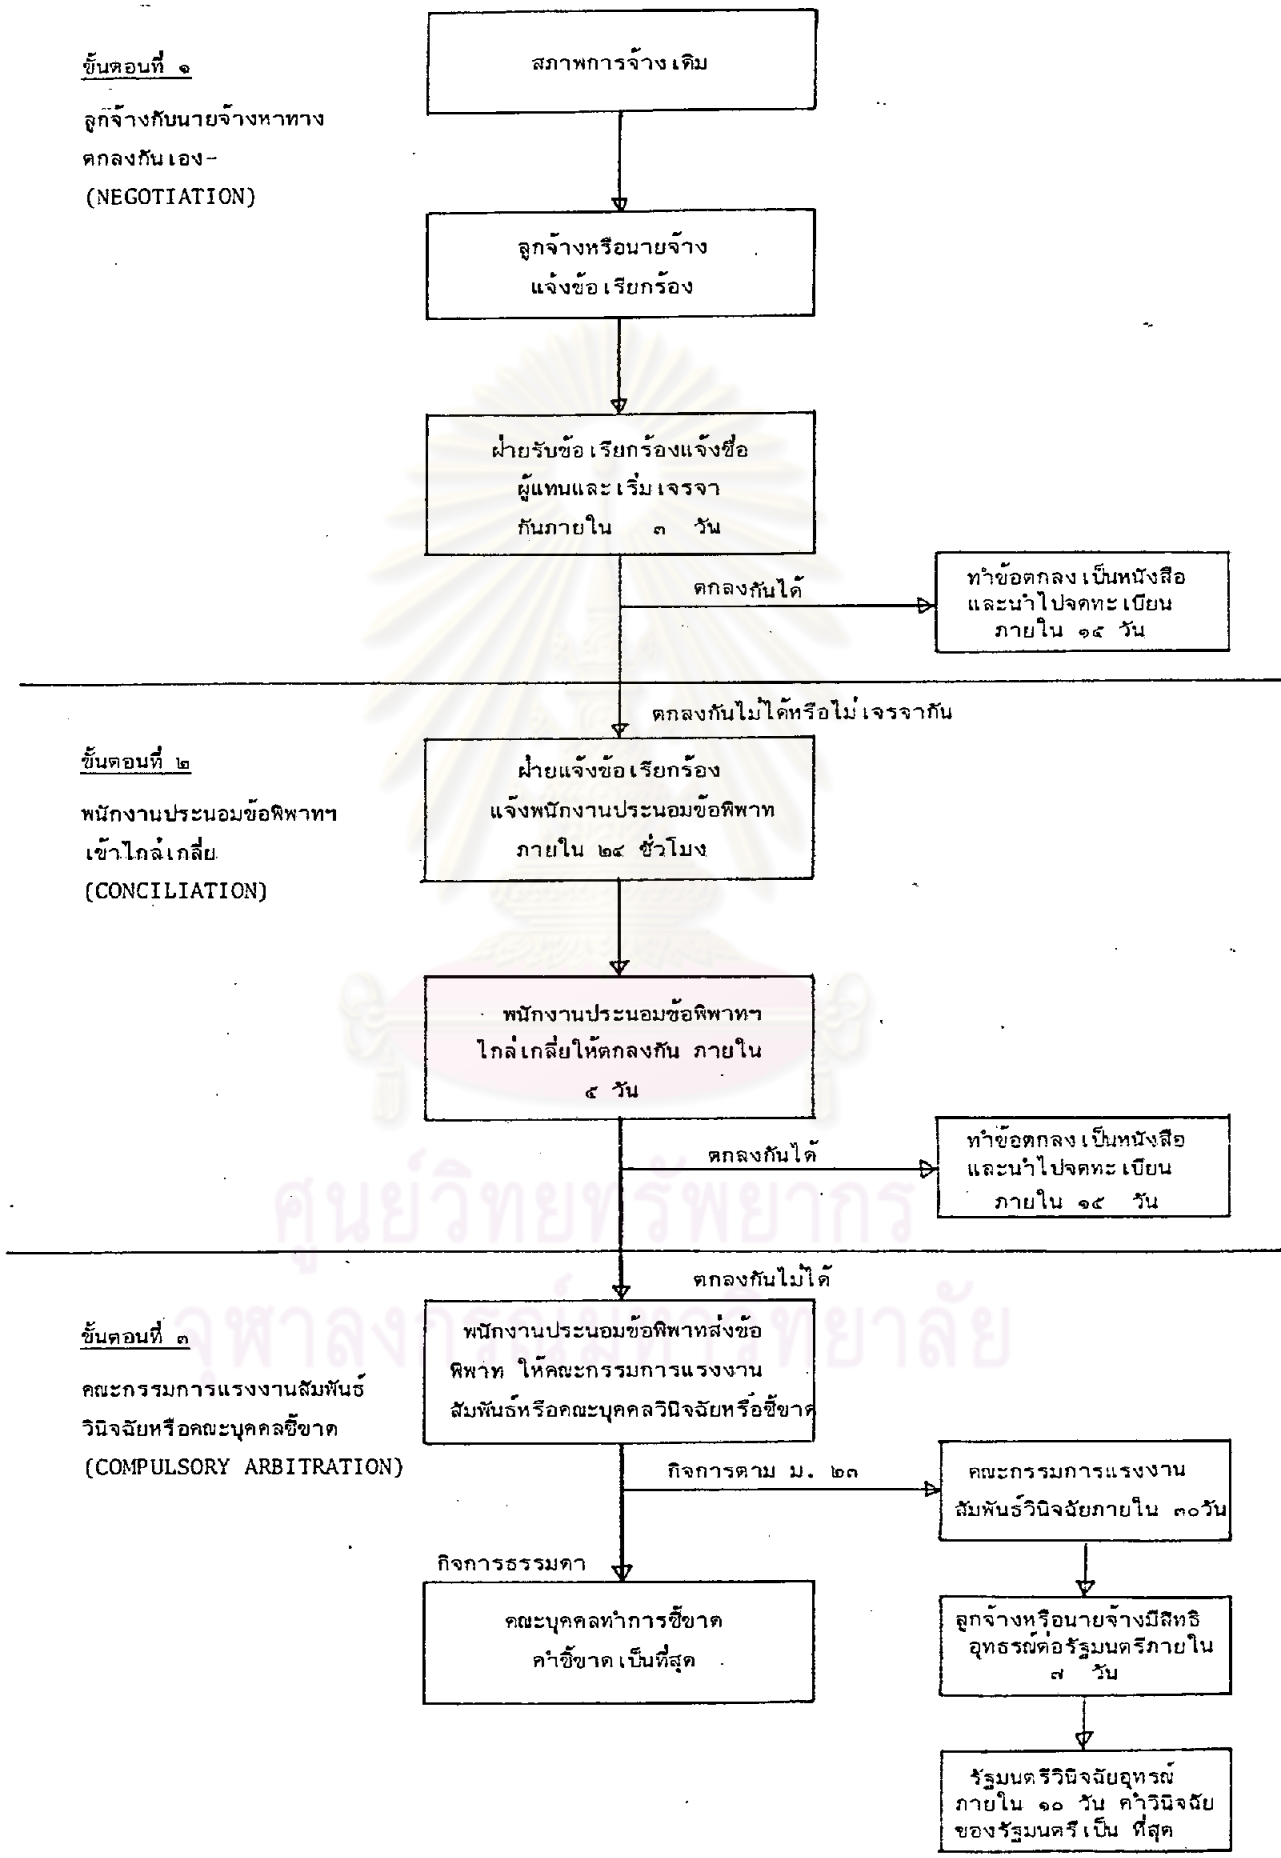 สภาพการจ้างเดิม
ขั้นตอนที่ ๑
ลูกจ้างกับนายจ้างหาทาง
ตกลงกันเอง-
(NEGOTIATION)
ลูกจ้างหรือนายจ้าง
แจ้งข้อเรียกร้อง
ฝ่ายรับข้อเรียกร้องแจ้งชื่อ
ผู้แทนและเริ่มเจรจา
กันภายใน ๓ วัน
ตกลงกันได้
ทำข้อตกลงเป็นหนังสือ
และนำไปจดทะเบียน
ภายใน ๑๕ วัน
ตกลงกันไม่ได้หรือไม่เจรจากัน
ขั้นตอนที่ ๒
พนักงานประนอมข้อพิพาทฯ
เข้าไกล่เกลี่ย
(CONCILIATION)
ฝ่ายแจ้งข้อเรียกร้อง
แจ้งพนักงานประนอมข้อพิพาท
ภายใน ๒๔ ชั่วโมง
พนักงานประนอมข้อพิพาทฯ
ไกล่เกลี่ยให้ตกลงกัน ภายใน
๕ วัน
ตกลงกันได้
ทำข้อตกลงเป็นหนังสือ
และนำไปจดทะเบียน
ภายใน ๑๕ วัน
ศูนย์วิทยทรัพยากร
จุฬาลงกรณ์มหาวิทยาลัย
ตกลงกันไม่ได้
ขั้นตอนที่ ๓
คณะกรรมการแรงงานสัมพันธ์
วินิจฉัยหรือคณะบุคคลชี้ขาด
(COMPULSORY ARBITRATION)
พนักงานประนอมข้อพิพาทส่งข้อ
พิพาท ให้คณะกรรมการแรงงาน
สัมพันธ์หรือคณะบุคคลวินิจฉัยหรือชี้ขาด
กิจการตาม ม. ๒๓
คณะกรรมการแรงงาน
สัมพันธ์วินิจฉัยภายใน ๓๐วัน
กิจการธรรมดา
คณะบุคคลทำการชี้ขาด
คำชี้ขาดเป็นที่สุด
ลูกจ้างหรือนายจ้างมีสิทธิ
อุทธรณ์ต่อรัฐมนตรีภายใน
๗ วัน
รัฐมนตรีวินิจฉัยอุทรณ์
ภายใน ๑๐ วัน คำวินิจฉัย
ของรัฐมนตรีเป็น ที่สุด